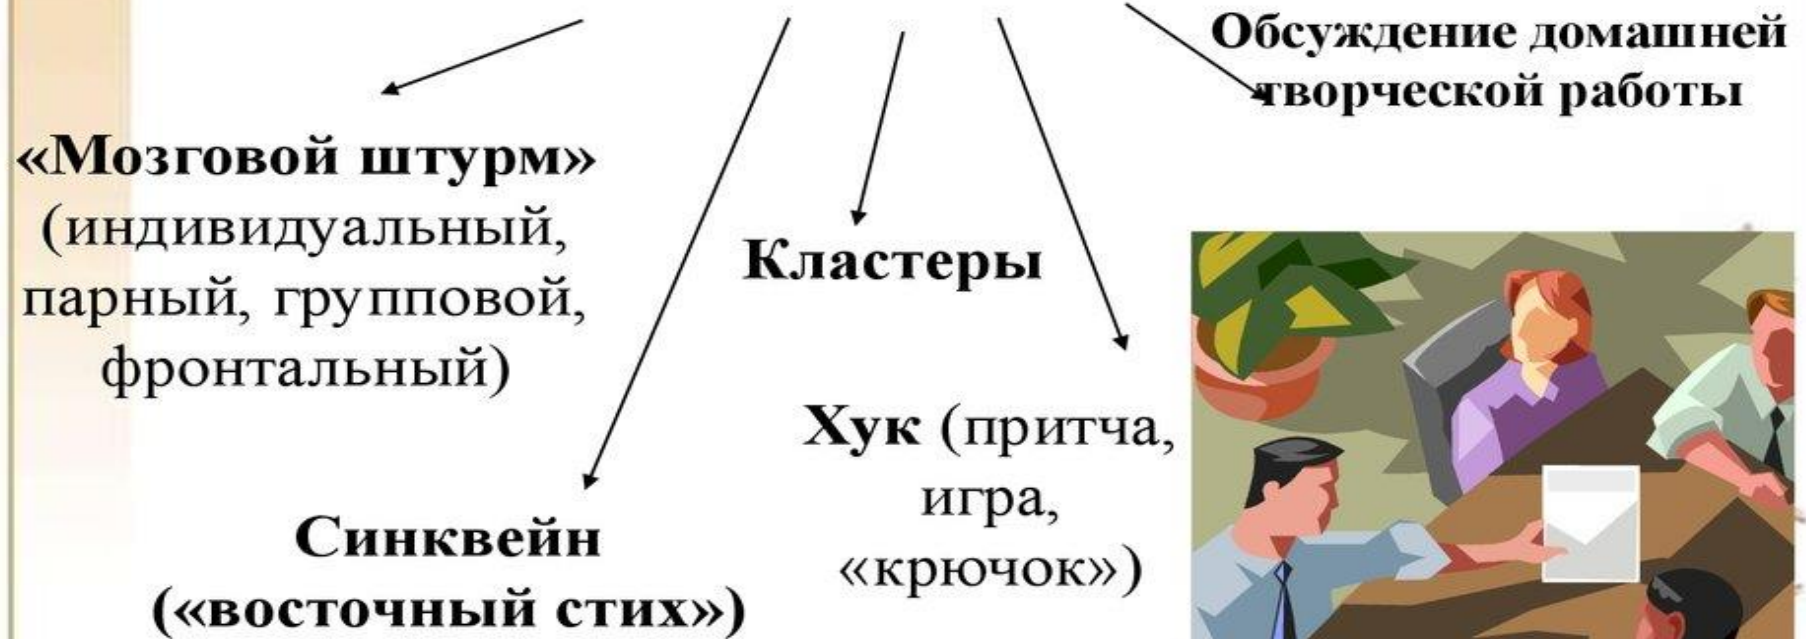 Обсуждение домашней
творческой работы
«Мозговой штурм»
(индивидуальный,
парный, групповой,
фронтальный)
Кластеры
Хук (притча,
игра,
«крючок»)
Синквейн
(«восточный стих»)